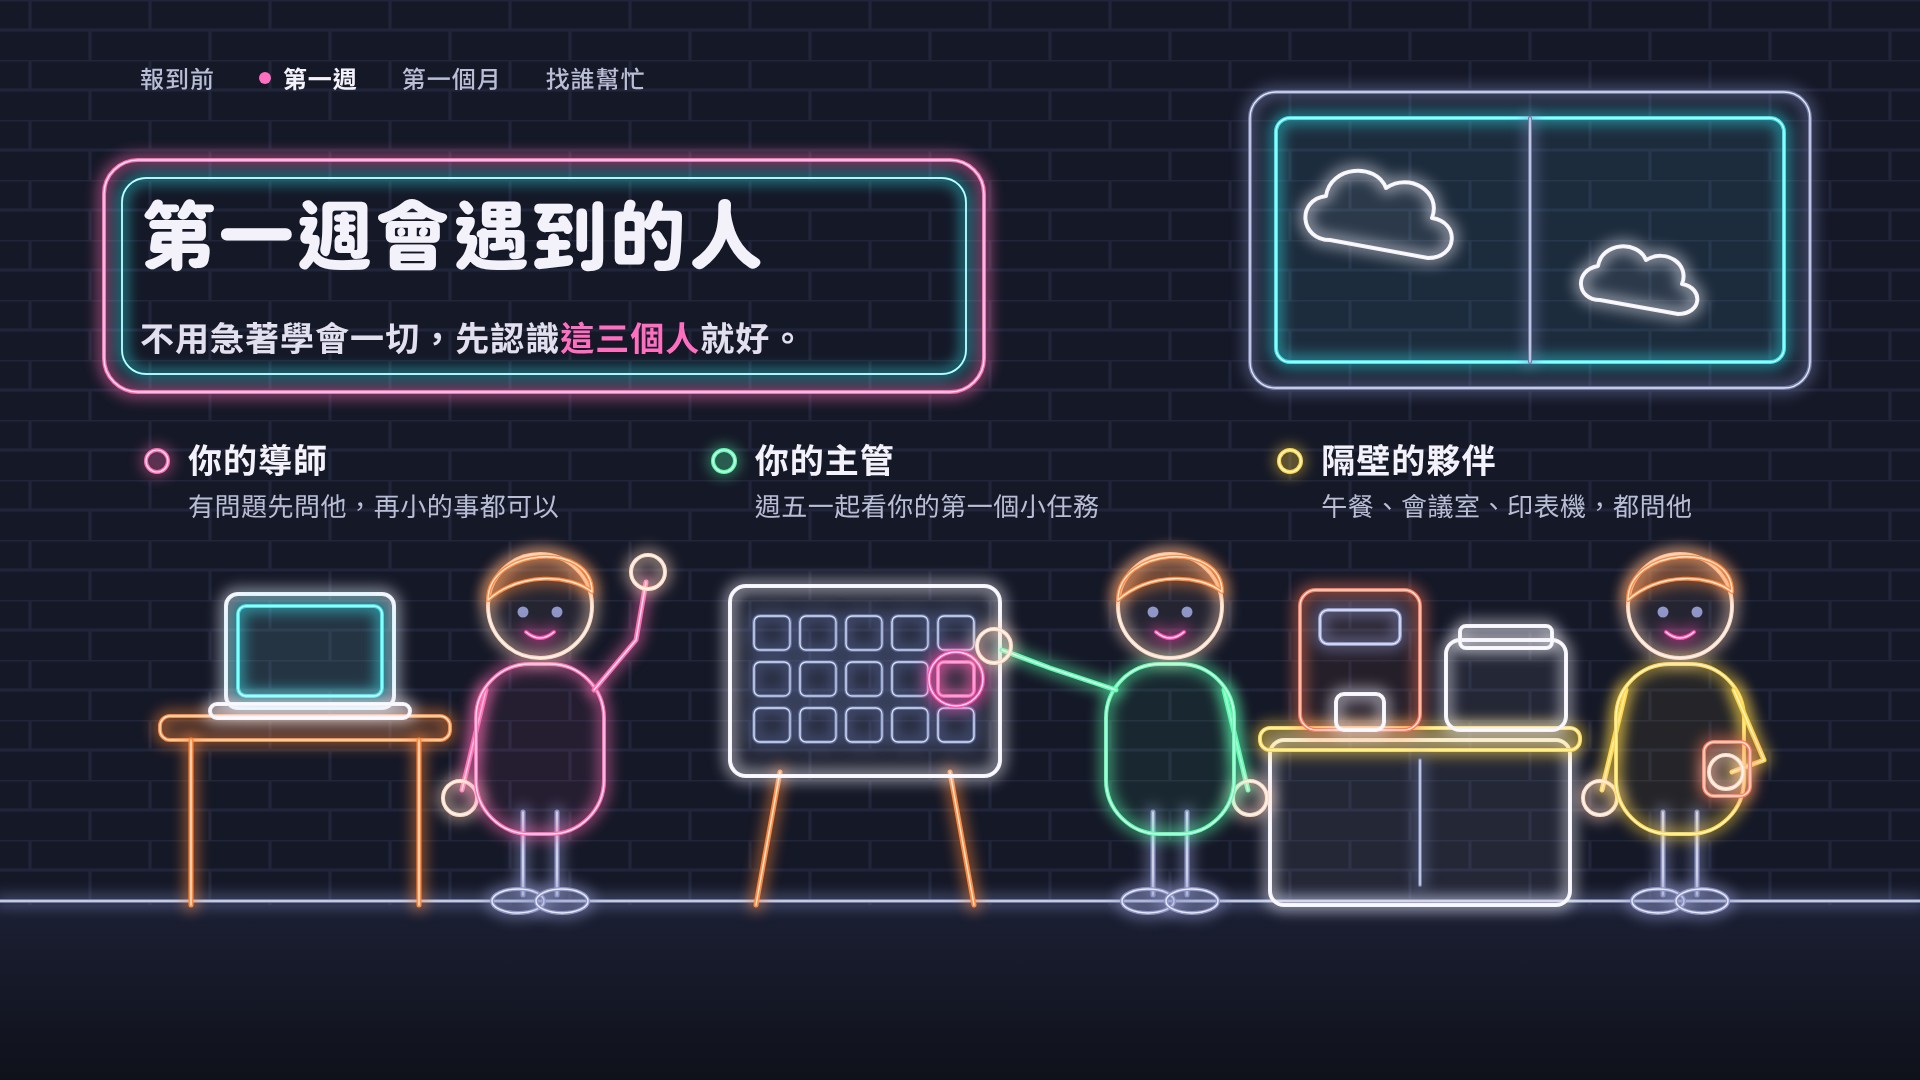 報到前
第一週
第一個月
找誰幫忙
第一週會遇到的人
不用急著學會一切，先認識這三個人就好。
你的導師
有問題先問他，再小的事都可以
你的主管
週五一起看你的第一個小任務
隔壁的夥伴
午餐、會議室、印表機，都問他